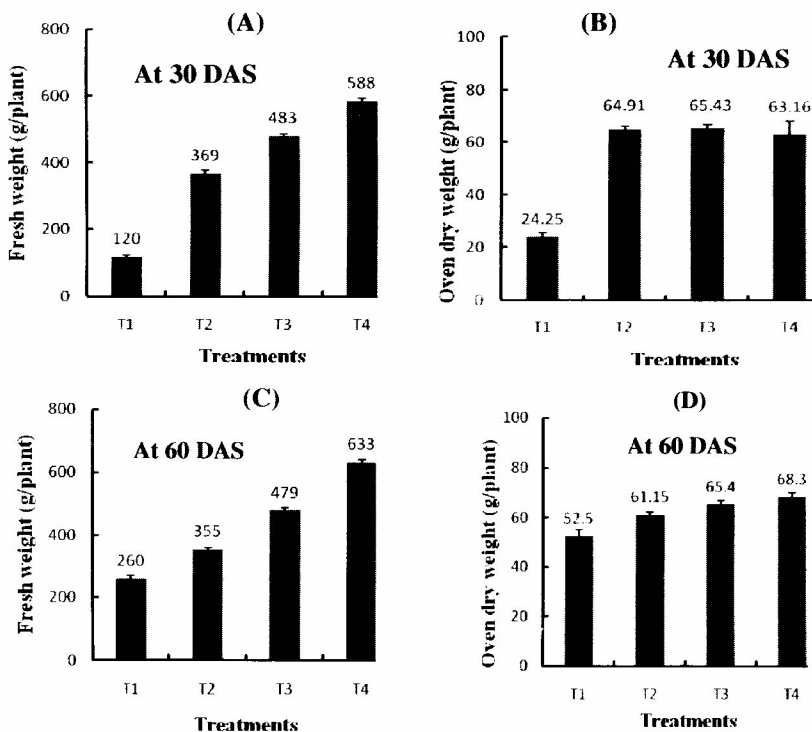 (A)
At 30 DAS
Fresh weight (g/plant)
800
600
400
200
0
120
369
483
588
T1
T2
T3
T4
Treatments
(B)
At 30 DAS
Oven dry weight (g/plant)
100
80
60
40
20
0
24.25
64.91
65.43
63.16
T1
T2
T3
T4
Treatments
(C)
At 60 DAS
Fresh weight (g/plant)
800
600
400
200
0
260
355
479
633
T1
T2
T3
T4
Treatments
(D)
At 60 DAS
Oven dry weight (g/plant)
100
80
60
40
20
0
52.5
61.15
65.4
68.3
T1
T2
T3
T4
Treatments